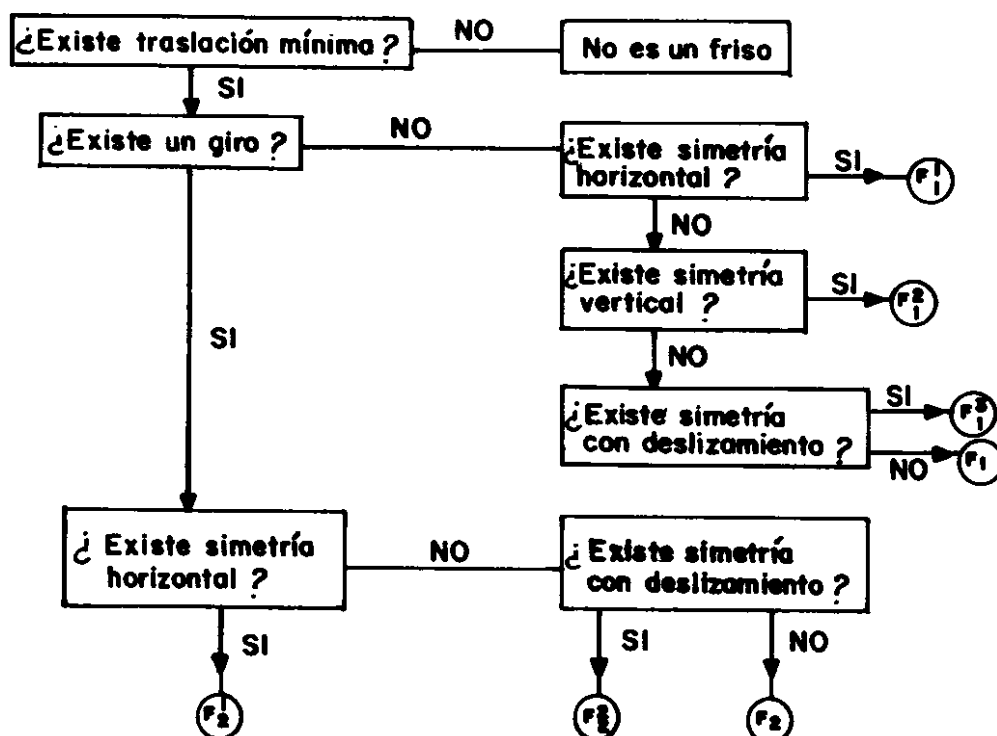 ¿Existe traslación mínima?
NO
No es un friso
SI
¿Existe un giro?
NO
¿Existe simetría
horizontal?
SI
F₁¹
NO
¿Existe simetría
vertical?
SI
F₁²
NO
SI
¿Existe simetría
con deslizamiento?
SI
F₁³
NO
F₁
¿Existe simetría
horizontal?
NO
¿Existe simetría
con deslizamiento?
SI
F₂¹
SI
F₂²
NO
F₂